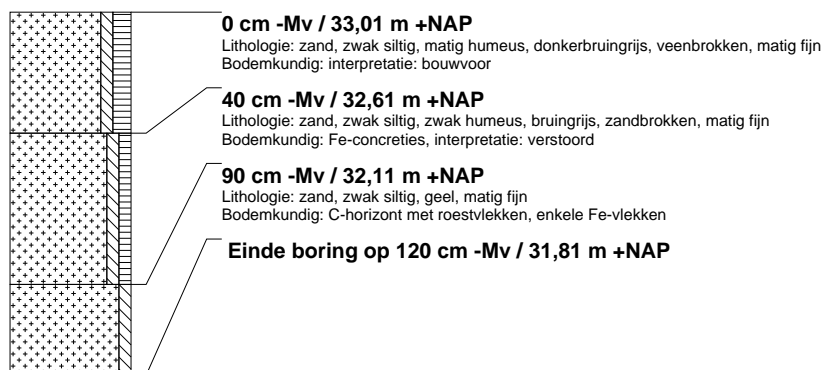 0 cm -Mv / 33,01 m +NAP
Lithologie: zand, zwak siltig, matig humeus, donkerbruingrijs, veenbrokken, matig fijn
Bodemkundig: interpretatie: bouwvoor
40 cm -Mv / 32,61 m +NAP
Lithologie: zand, zwak siltig, zwak humeus, bruingrijs, zandbrokken, matig fijn
Bodemkundig: Fe-concreties, interpretatie: verstoord
90 cm -Mv / 32,11 m +NAP
Lithologie: zand, zwak siltig, geel, matig fijn
Bodemkundig: C-horizont met roestvlekken, enkele Fe-vlekken
Einde boring op 120 cm -Mv / 31,81 m +NAP